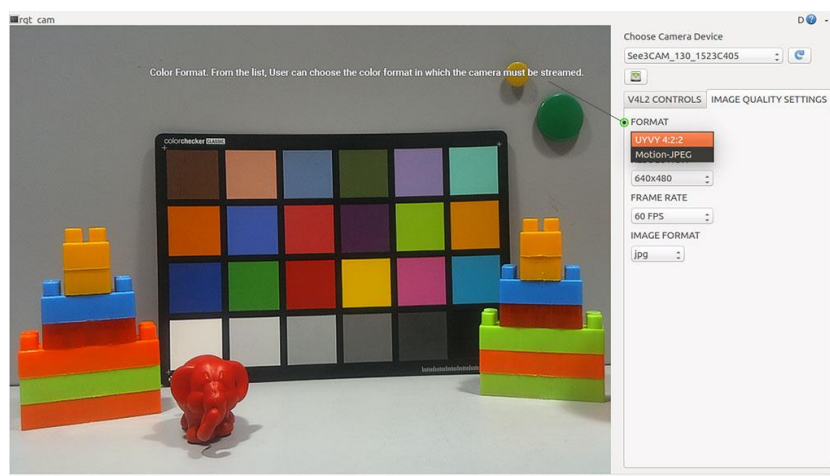 rqt_cam
D
Choose Camera Device
See3CAM_130_1523C405
Color Format. From the list, User can choose the color format in which the camera must be streamed.
V4L2 CONTROLS IMAGE QUALITY SETTINGS
FORMAT
UYVY 4:2:2
Motion-JPEG
640x480
FRAME RATE
60 FPS
IMAGE FORMAT
jpg
colorchecker CLASSIC